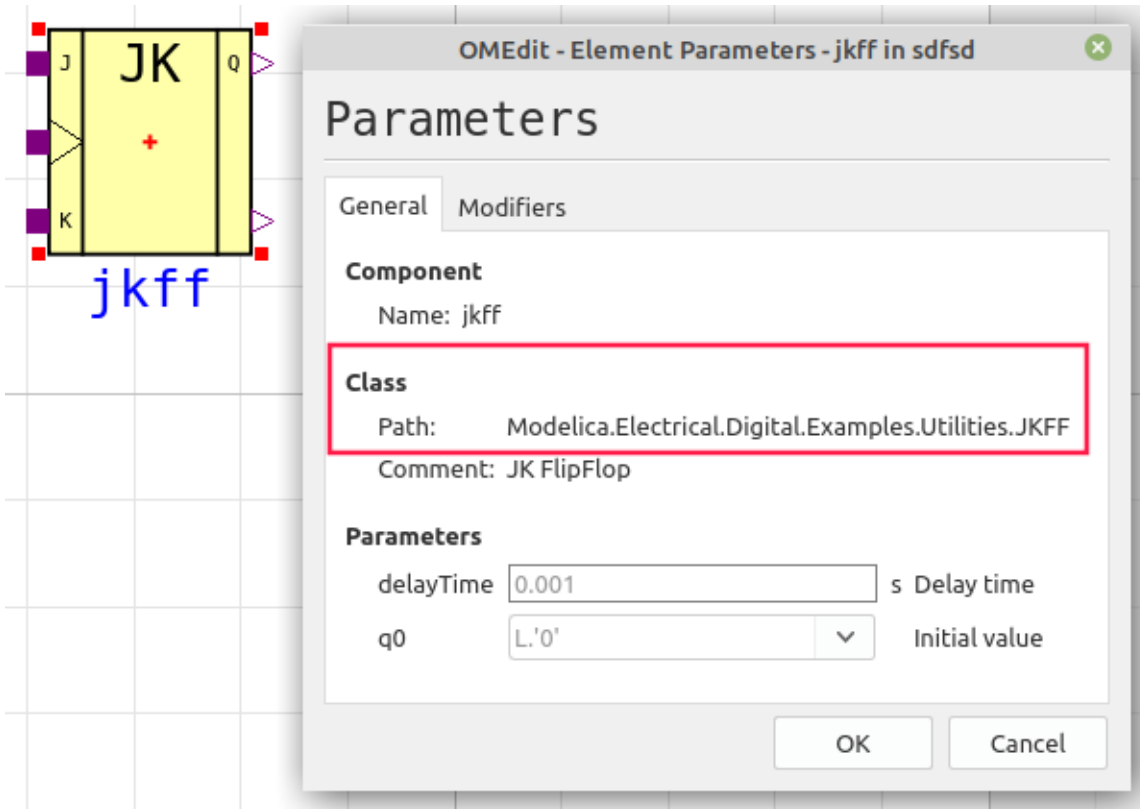 J
JK
Q
K
jkff
OMEdit - Element Parameters - jkff in sdfsd
Parameters
General Modifiers
Component
Name: jkff
Class
Path: Modelica.Electrical.Digital.Examples.Utilities.JKFF
Comment: JK FlipFlop
Parameters
delayTime 0.001 s Delay time
q0 L.'0' Initial value
OK Cancel